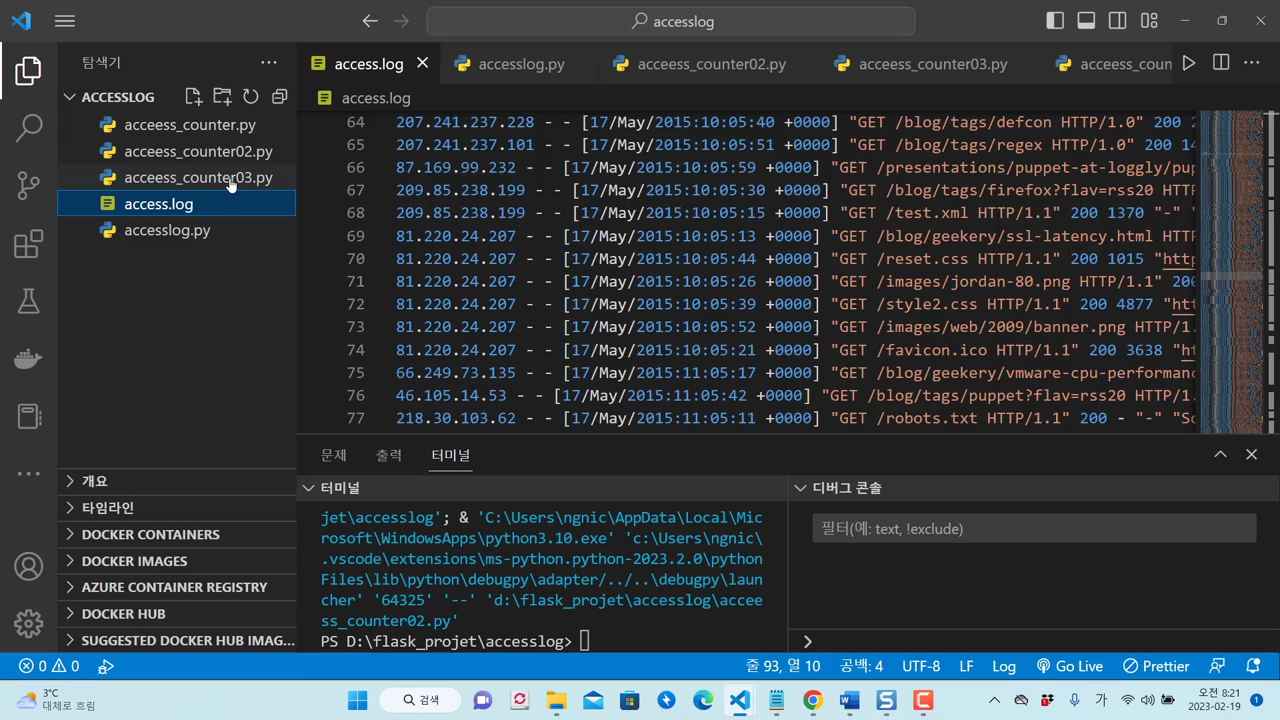 accesslog
탐색기
ACCESSLOG
acceess_counter.py
acceess_counter02.py
acceess_counter03.py
access.log
accesslog.py
개요
타임라인
DOCKER CONTAINERS
DOCKER IMAGES
AZURE CONTAINER REGISTRY
DOCKER HUB
SUGGESTED DOCKER HUB IMAG...
access.log
accesslog.py
acceess_counter02.py
acceess_counter03.py
acceess_coun
access.log
64 207.241.237.228 - - [17/May/2015:10:05:40 +0000] "GET /blog/tags/defcon HTTP/1.0" 200 2
65 207.241.237.101 - - [17/May/2015:10:05:51 +0000] "GET /blog/tags/regex HTTP/1.0" 200 14
66 87.169.99.232 - - [17/May/2015:10:05:59 +0000] "GET /presentations/puppet-at-loggly/pup
67 209.85.238.199 - - [17/May/2015:10:05:30 +0000] "GET /blog/tags/firefox?flav=rss20 HTTP
68 209.85.238.199 - - [17/May/2015:10:05:15 +0000] "GET /test.xml HTTP/1.1" 200 1370 "-" "
69 81.220.24.207 - - [17/May/2015:10:05:13 +0000] "GET /blog/geekery/ssl-latency.html HTTP
70 81.220.24.207 - - [17/May/2015:10:05:44 +0000] "GET /reset.css HTTP/1.1" 200 1015 "http
71 81.220.24.207 - - [17/May/2015:10:05:26 +0000] "GET /images/jordan-80.png HTTP/1.1" 200
72 81.220.24.207 - - [17/May/2015:10:05:39 +0000] "GET /style2.css HTTP/1.1" 200 4877 "ht
73 81.220.24.207 - - [17/May/2015:10:05:52 +0000] "GET /images/web/2009/banner.png HTTP/1.
74 81.220.24.207 - - [17/May/2015:10:05:21 +0000] "GET /favicon.ico HTTP/1.1" 200 3638 "ht
75 66.249.73.135 - - [17/May/2015:11:05:17 +0000] "GET /blog/geekery/vmware-cpu-performanc
76 46.105.14.53 - - [17/May/2015:11:05:42 +0000] "GET /blog/tags/puppet?flav=rss20 HTTP/1.
77 218.30.103.62 - - [17/May/2015:11:05:11 +0000] "GET /robots.txt HTTP/1.1" 200 - "-" "So
문제 출력 터미널
터미널
jet\accesslog'; & 'C:\Users\ngnic\AppData\Local\Mic
rosoft\WindowsApps\python3.10.exe' 'c:\Users\ngnic\
.vscode\extensions\ms-python.python-2023.2.0\python
Files\lib\python\debugpy\adapter/../..\debugpy\laun
cher' '64325' '--' 'd:\flask_projet\accesslog\accee
ss_counter02.py'
PS D:\flask_projet\accesslog>
디버그 콘솔
필터(예: text, !exclude)
0 0
줄 93, 열 10 공백: 4 UTF-8 LF Log Go Live Prettier
3°C
대체로 흐림
검색
가
오전 8:21
2023-02-19
1